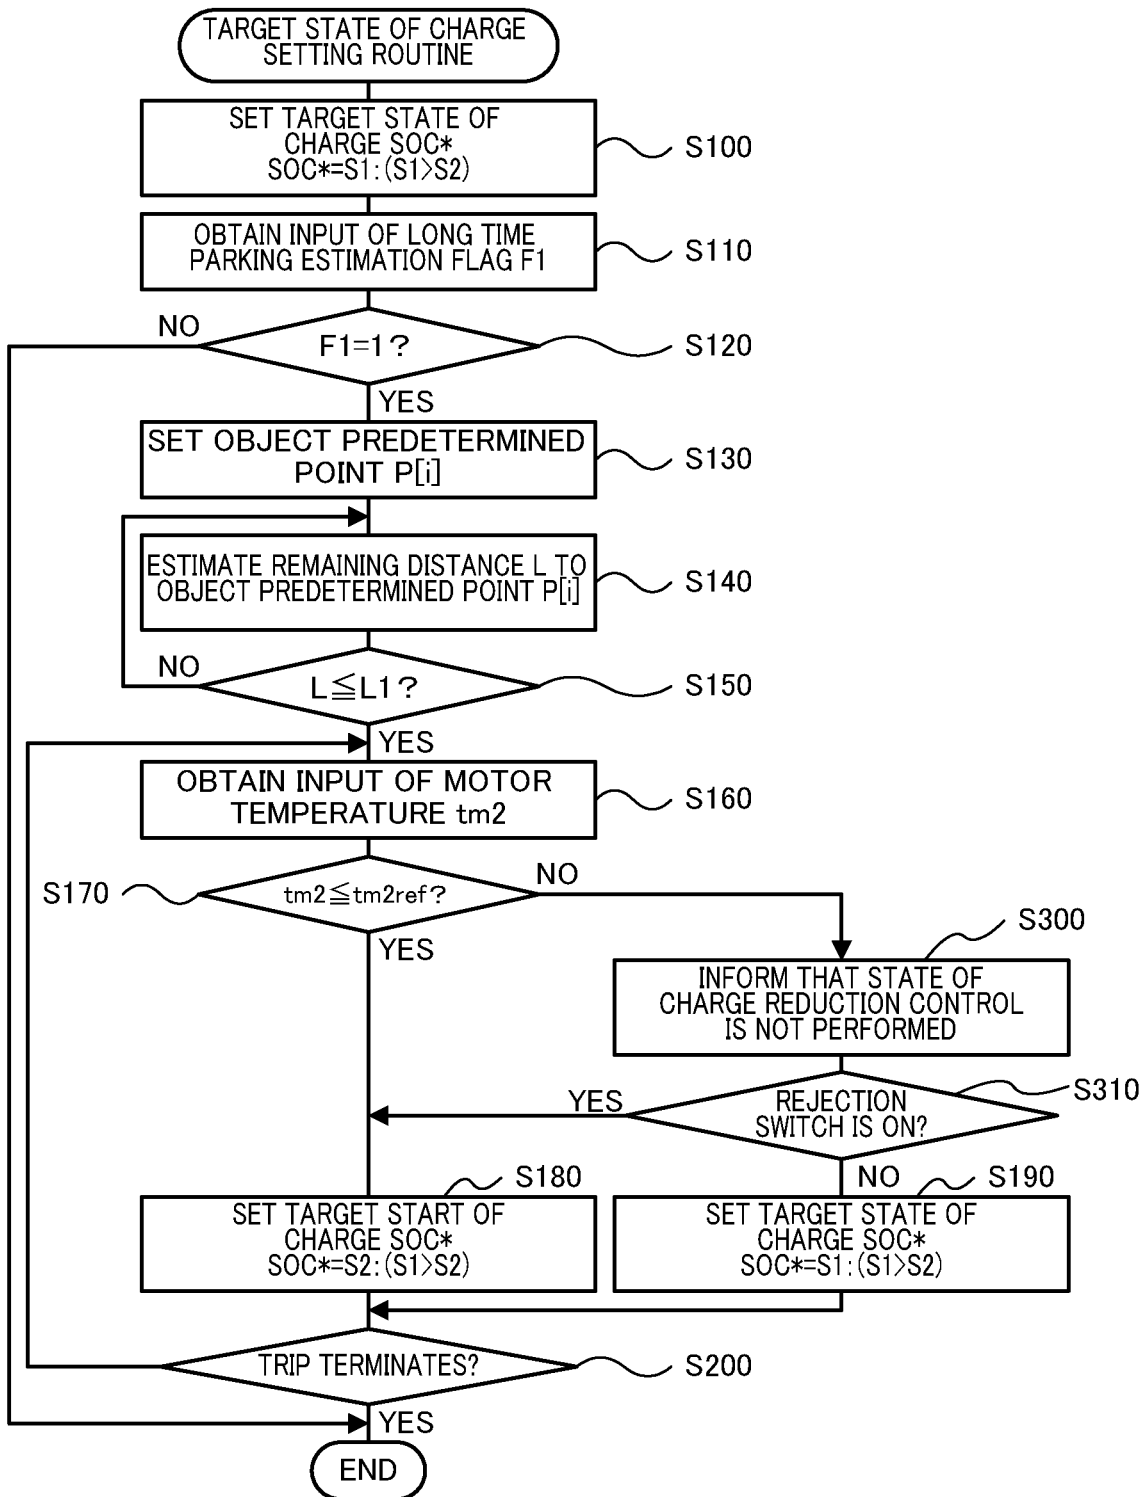 TARGET STATE OF CHARGE
SETTING ROUTINE
SET TARGET STATE OF
CHARGE SOC*
SOC*=S1:(S1>S2)
S100
OBTAIN INPUT OF LONG TIME
PARKING ESTIMATION FLAG F1
S110
NO
F1=1?
S120
YES
SET OBJECT PREDETERMINED
POINT P[i]
S130
ESTIMATE REMAINING DISTANCE L TO
OBJECT PREDETERMINED POINT P[i]
S140
NO
L≦L1?
S150
YES
OBTAIN INPUT OF MOTOR
TEMPERATURE tm2
S160
S170
tm2≦tm2ref?
NO
YES
S300
INFORM THAT STATE OF
CHARGE REDUCTION CONTROL
IS NOT PERFORMED
S310
YES
REJECTION
SWITCH IS ON?
NO
S180
SET TARGET START OF
CHARGE SOC*
SOC*=S2:(S1>S2)
S190
SET TARGET STATE OF
CHARGE SOC*
SOC*=S1:(S1>S2)
TRIP TERMINATES?
S200
YES
END